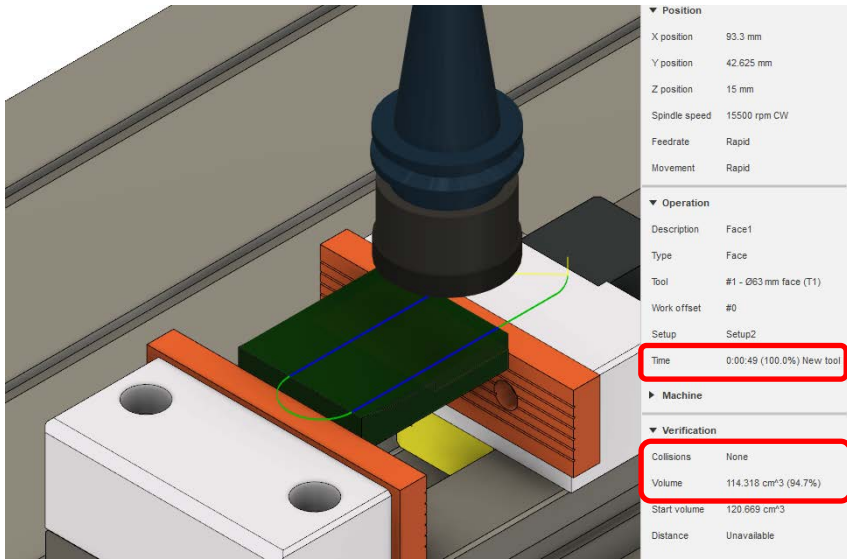 ▼ Position
X position 93.3 mm
Y position 42.625 mm
Z position 15 mm
Spindle speed 15500 rpm CW
Feedrate Rapid
Movement Rapid
▼ Operation
Description Face1
Type Face
Tool #1 - Ø63 mm face (T1)
Work offset #0
Setup Setup2
Time 0:00:49 (100.0%) New tool
▶ Machine
▼ Verification
Collisions None
Volume 114.318 cm^3 (94.7%)
Start volume 120.669 cm^3
Distance Unavailable